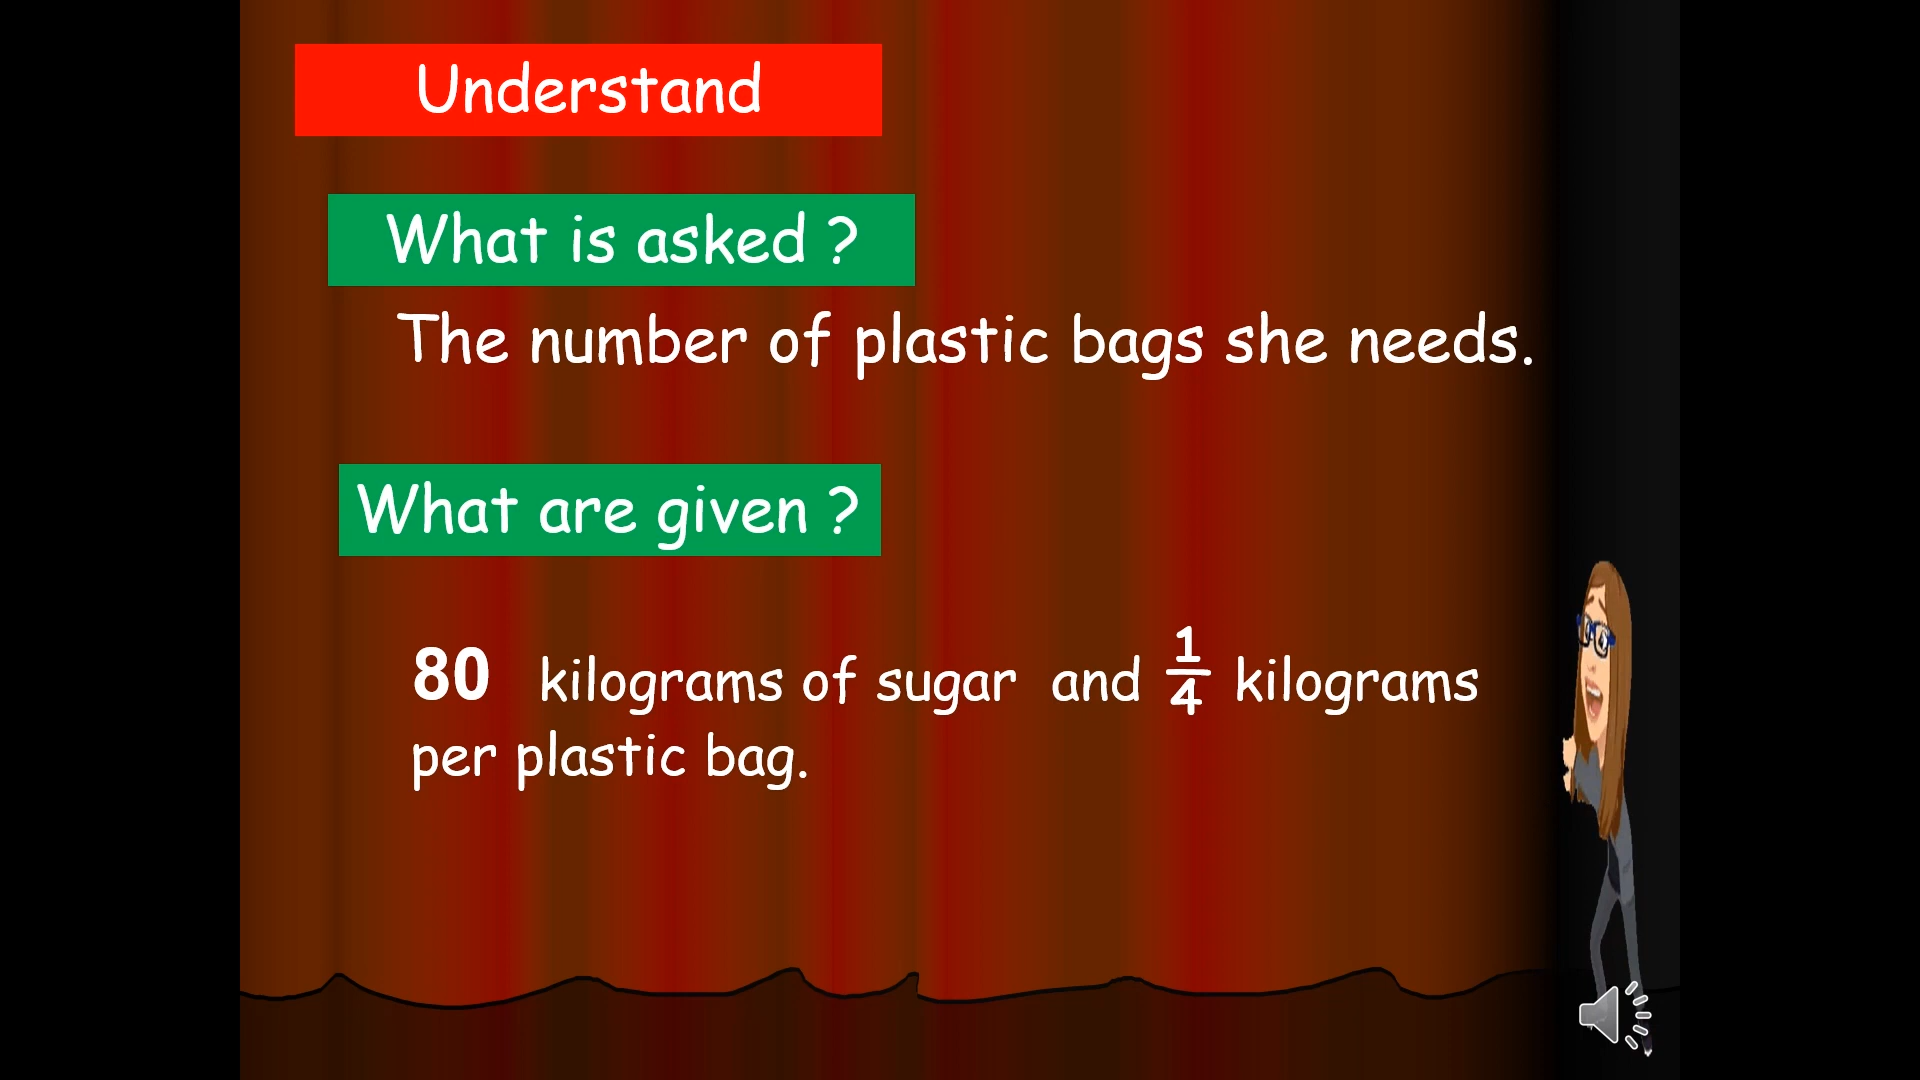 Understand
What is asked ?
The number of plastic bags she needs.
What are given ?
80 kilograms of sugar and 1/4 kilograms
per plastic bag.